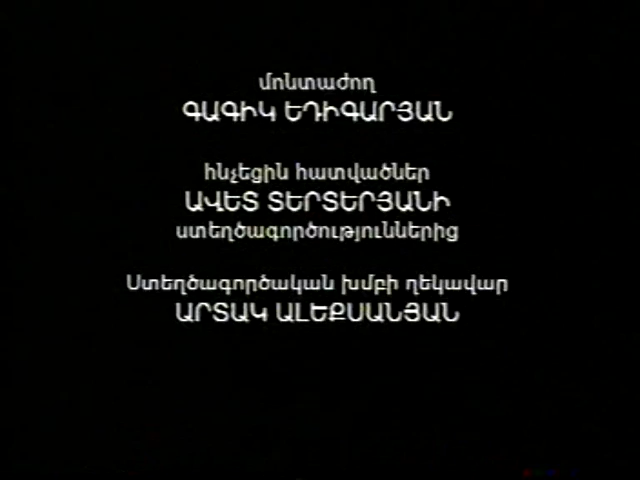 մոնտաժող
ԳԱԳԻԿ ԵԴԻԳԱՐՅԱՆ
հնչեցին հատվածներ
ԱՎԵՏ ՏԵՐՏԵՐՅԱՆԻ
ստեղծագործություններից
Ստեղծագործական խմբի ղեկավար
ԱՐՏԱԿ ԱԼԵՔՍԱՆՅԱՆ